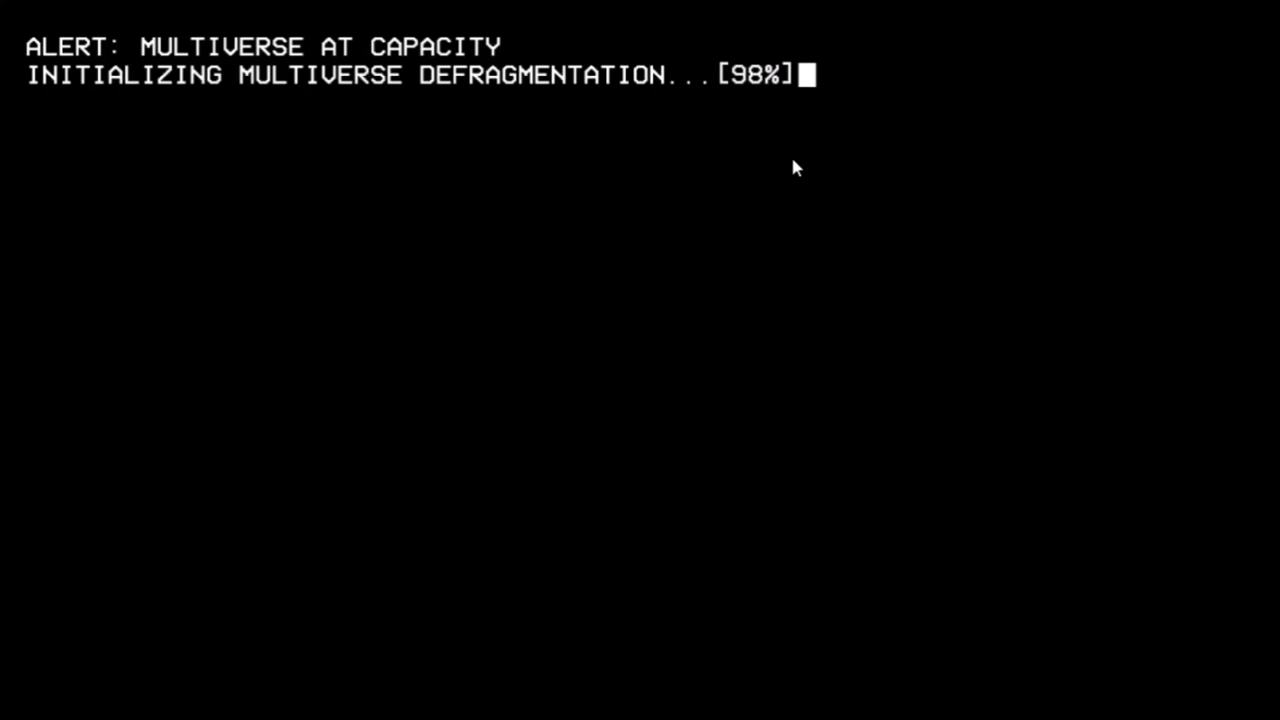 ALERT: MULTIVERSE AT CAPACITY
INITIALIZING MULTIVERSE DEFRAGMENTATION...[98%]